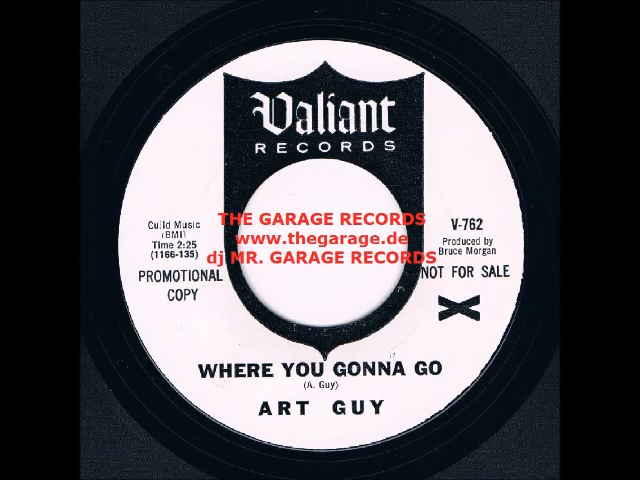 Valiant
RECORDS
Guild Music
(BMI)
Time 2:25
(1166-135)
PROMOTIONAL
COPY
THE GARAGE RECORDS
www.thegarage.de
dj MR. GARAGE RECORDS
V-762
Produced by
Bruce Morgan
NOT FOR SALE
X
WHERE YOU GONNA GO
(A. Guy)
ART GUY